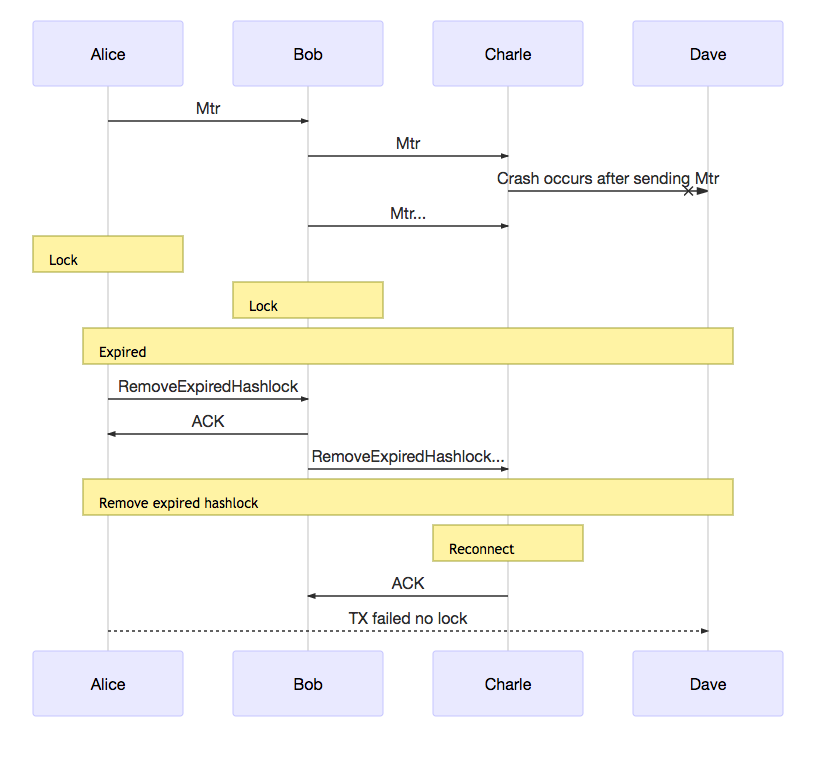 Alice
Bob
Charle
Dave
Mtr
Mtr
Crash occurs after sending Mtr
Mtr...
Lock
Lock
Expired
RemoveExpiredHashlock
ACK
RemoveExpiredHashlock...
Remove expired hashlock
Reconnect
ACK
TX failed no lock
Alice
Bob
Charle
Dave